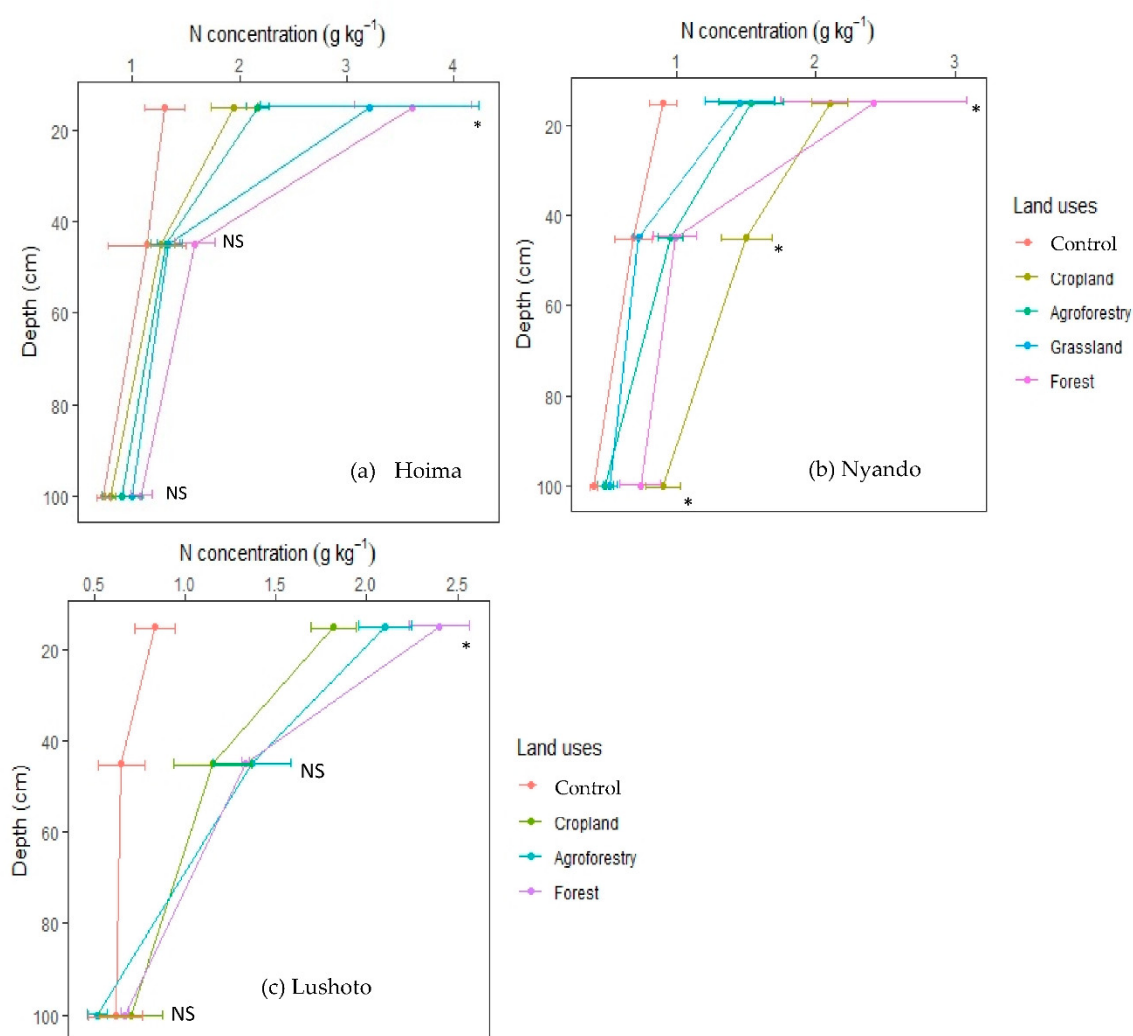 N concentration (g kg⁻¹)
1 2 3 4
20
40
60
80
100
Depth (cm)
*
NS
NS
(a) Hoima
N concentration (g kg⁻¹)
1 2 3
20
40
60
80
100
Depth (cm)
*
*
*
(b) Nyando
Land uses
Control
Cropland
Agroforestry
Grassland
Forest
N concentration (g kg⁻¹)
0.5 1.0 1.5 2.0 2.5
20
40
60
80
100
Depth (cm)
*
NS
NS
(c) Lushoto
Land uses
Control
Cropland
Agroforestry
Forest